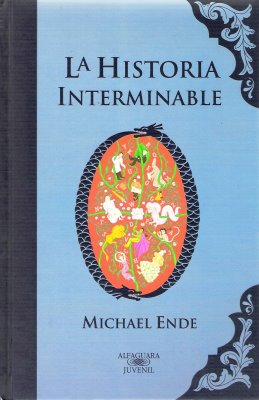 LA HISTORIA
INTERMINABLE
MICHAEL ENDE
ALFAGUARA
JUVENIL